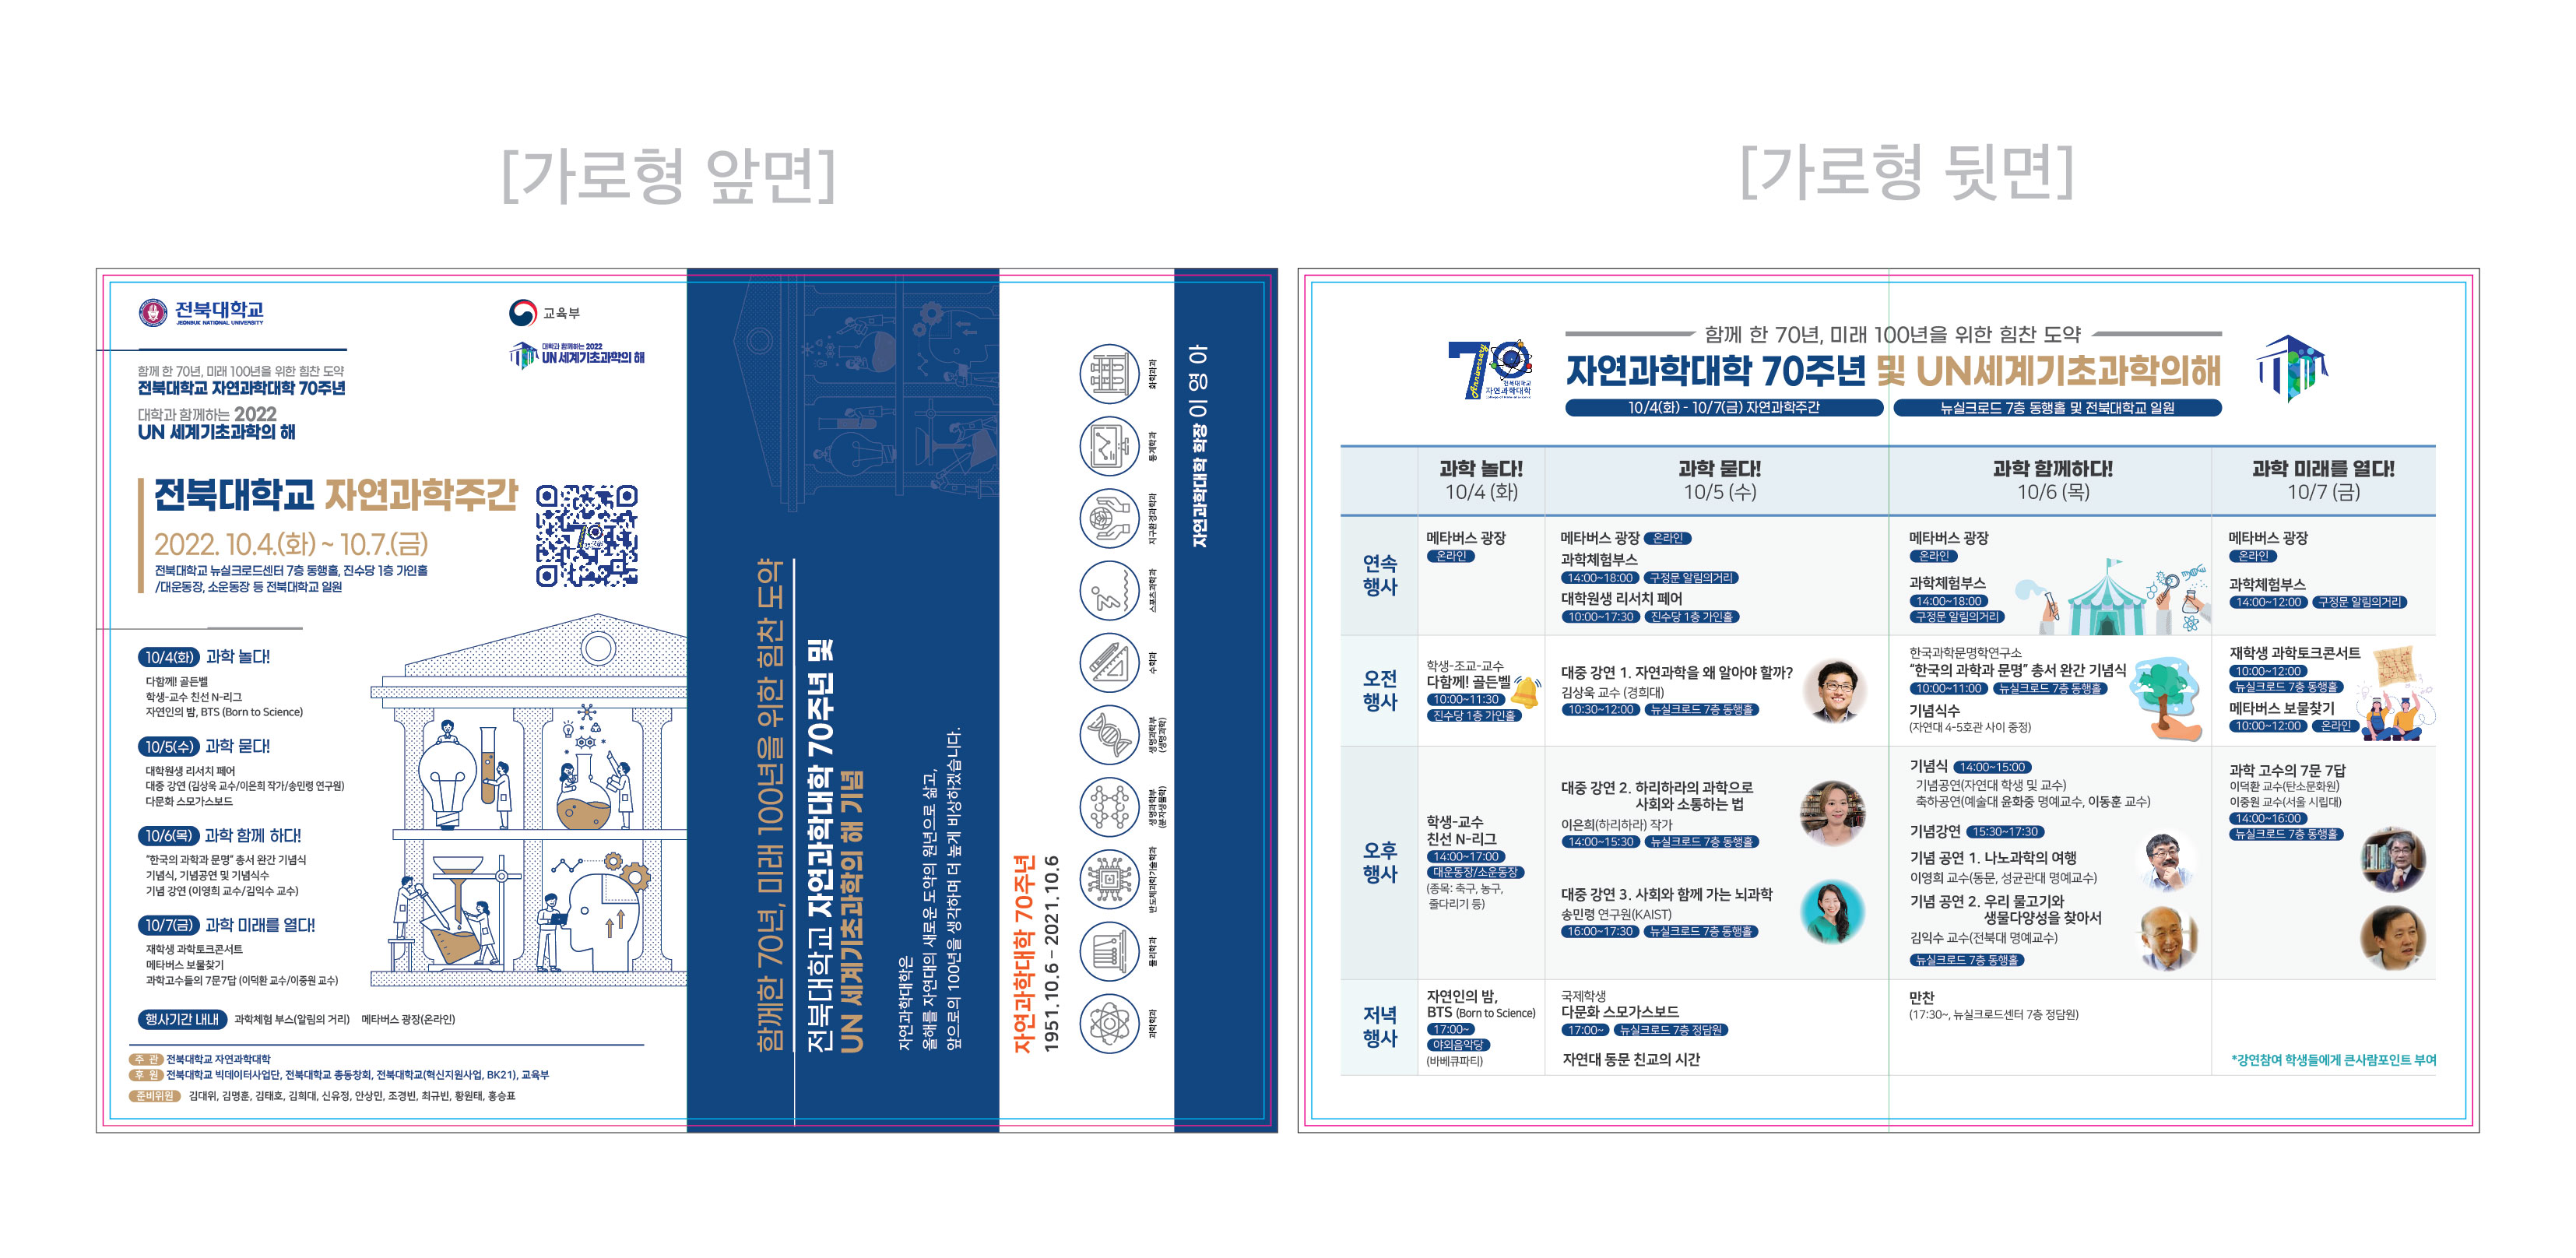 [가로형 앞면]
전북대학교
JEONBUK NATIONAL UNIVERSITY
교육부
대학과 함께하는 2022
UN 세계기초과학의 해
함께 한 70년, 미래 100년을 위한 힘찬 도약
전북대학교 자연과학대학 70주년
대학과 함께하는 2022
UN 세계기초과학의 해
전북대학교 자연과학주간
2022. 10.4.(화) ~ 10.7.(금)
전북대학교 뉴실크로드센터 7층 동행홀, 진수당 1층 가인홀
/대운동장, 소운동장 등 전북대학교 일원
10/4(화) 과학 놀다!
다함께! 골든벨
학생-교수 친선 N-리그
자연인의 밤, BTS (Born to Science)
10/5(수) 과학 묻다!
대학원생 리서치 페어
대중 강연 (김상욱 교수/이은희 작가/송민령 연구원)
다문화 스모가스보드
10/6(목) 과학 함께 하다!
“한국의 과학과 문명” 총서 완간 기념식
기념식, 기념공연 및 기념식수
기념 강연 (이영희 교수/김익수 교수)
10/7(금) 과학 미래를 열다!
재학생 과학토크콘서트
메타버스 보물찾기
과학고수들의 7문7답 (이덕환 교수/이중원 교수)
행사기간 내내 과학체험 부스(알림의 거리) 메타버스 광장(온라인)
주 관 전북대학교 자연과학대학
후 원 전북대학교 빅데이터사업단, 전북대학교 총동창회, 전북대학교(혁신지원사업, BK21), 교육부
준비위원 김대위, 김명훈, 김태호, 김희대, 신유정, 안상민, 조경빈, 최규빈, 황원태, 홍승표
함께한 70년, 미래 100년을 위한 힘찬 도약
전북대학교 자연과학대학 70주년 및
UN 세계기초과학의 해 기념
자연과학대학은
올해를 자연대의 새로운 도약의 원년으로 삼고,
앞으로의 100년을 생각하며 더 높게 비상하겠습니다.
자연과학대학 70주년
1951.10.6 – 2021.10.6
화학과
통계학과
지구환경과학과
스포츠과학과
수학과
생명과학부
(생명과학)
생명과학부
(분자생물학)
반도체과학기술학과
물리학과
과학학과
자연과학대학 학장 이 영 아
[가로형 뒷면]
70
Anniversary
전북대학교
자연과학대학
함께 한 70년, 미래 100년을 위한 힘찬 도약
자연과학대학 70주년 및 UN세계기초과학의해
10/4(화) - 10/7(금) 자연과학주간
뉴실크로드 7층 동행홀 및 전북대학교 일원
과학 놀다!
10/4 (화)
과학 묻다!
10/5 (수)
과학 함께하다!
10/6 (목)
과학 미래를 열다!
10/7 (금)
연속
행사
메타버스 광장
온라인
메타버스 광장 온라인
과학체험부스
14:00~18:00 구정문 알림의거리
대학원생 리서치 페어
10:00~17:30 진수당 1층 가인홀
메타버스 광장
온라인
과학체험부스
14:00~18:00
구정문 알림의거리
메타버스 광장
온라인
과학체험부스
14:00~12:00 구정문 알림의거리
오전
행사
학생-조교-교수
다함께! 골든벨
10:00~11:30
진수당 1층 가인홀
대중 강연 1. 자연과학을 왜 알아야 할까?
김상욱 교수 (경희대)
10:30~12:00 뉴실크로드 7층 동행홀
한국과학문명학연구소
“한국의 과학과 문명” 총서 완간 기념식
10:00~11:00 뉴실크로드 7층 동행홀
기념식수
(자연대 4-5호관 사이 중정)
재학생 과학토크콘서트
10:00~12:00
뉴실크로드 7층 동행홀
메타버스 보물찾기
10:00~12:00 온라인
오후
행사
학생-교수
친선 N-리그
14:00~17:00
대운동장/소운동장
(종목: 축구, 농구,
줄다리기 등)
대중 강연 2. 하리하라의 과학으로
사회와 소통하는 법
이은희(하리하라) 작가
14:00~15:30 뉴실크로드 7층 동행홀
대중 강연 3. 사회와 함께 가는 뇌과학
송민령 연구원(KAIST)
16:00~17:30 뉴실크로드 7층 동행홀
기념식 14:00~15:00
기념공연(자연대 학생 및 교수)
축하공연(예술대 윤화중 명예교수, 이동훈 교수)
기념강연 15:30~17:30
기념 공연 1. 나노과학의 여행
이영희 교수(동문, 성균관대 명예교수)
기념 공연 2. 우리 물고기와
생물다양성을 찾아서
김익수 교수(전북대 명예교수)
뉴실크로드 7층 동행홀
과학 고수의 7문 7답
이덕환 교수(탄소문화원)
이중원 교수(서울 시립대)
14:00~16:00
뉴실크로드 7층 동행홀
저녁
행사
자연인의 밤,
BTS (Born to Science)
17:00~
야외음악당
(바베큐파티)
국제학생
다문화 스모가스보드
17:00~ 뉴실크로드 7층 정담원
자연대 동문 친교의 시간
만찬
(17:30~, 뉴실크로드센터 7층 정담원)
*강연참여 학생들에게 큰사람포인트 부여